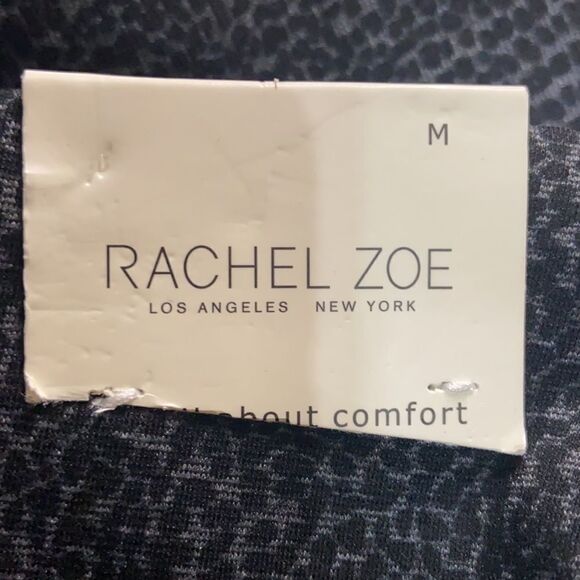 M
RACHEL ZOE
LOS ANGELES NEW YORK
about comfort